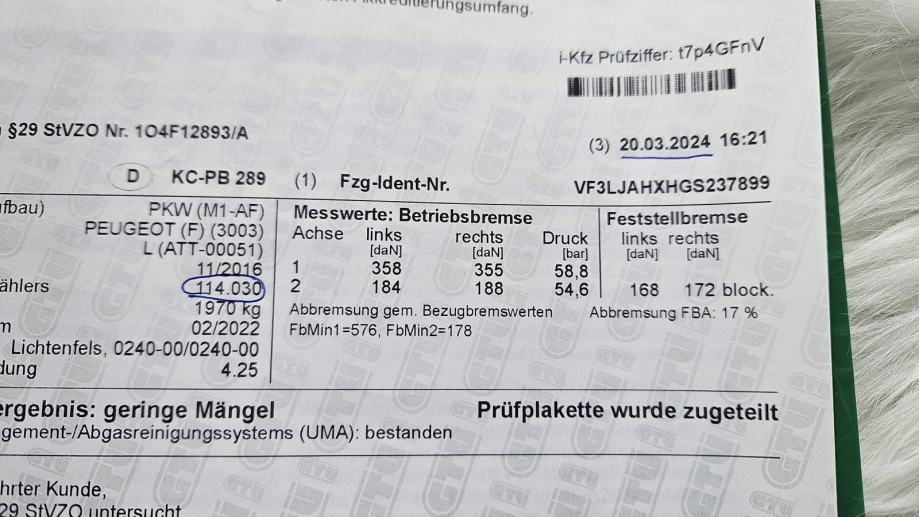 Akkreditierungsumfang.
i-Kfz Prüfziffer: t7p4GFnV
§29 StVZO Nr. 1O4F12893/A
(3) 20.03.2024 16:21
D KC-PB 289 (1) Fzg-Ident-Nr. VF3LJAHXHGS237899
fbau) PKW (M1-AF)
PEUGEOT (F) (3003)
L (ATT-00051)
11/2016
ählers 114.030
1970 kg
m 02/2022
Lichtenfels, 0240-00/0240-00
dung 4.25
Messwerte: Betriebsbremse Feststellbremse
Achse links rechts Druck links rechts
[daN] [daN] [bar] [daN] [daN]
1 358 355 58,8
2 184 188 54,6 168 172 block.
Abbremsung gem. Bezugbremswerten Abbremsung FBA: 17 %
FbMin1=576, FbMin2=178
ergebnis: geringe Mängel Prüfplakette wurde zugeteilt
gement-/Abgasreinigungssystems (UMA): bestanden
hrter Kunde,
29 StVZO untersucht
GTÜ